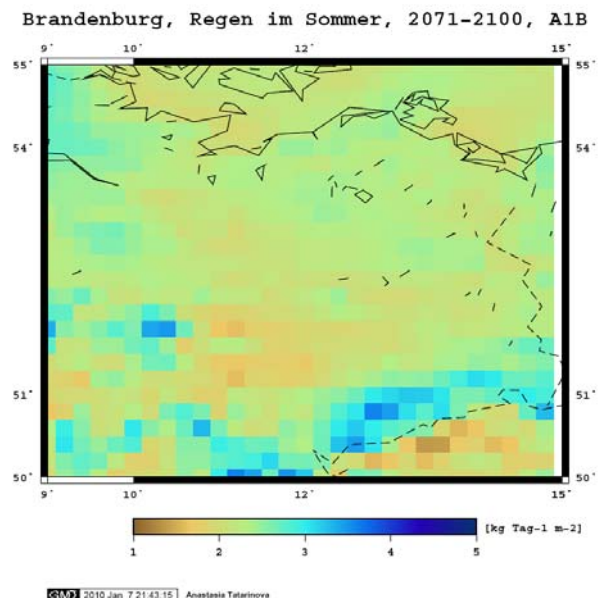 Brandenburg, Regen im Sommer, 2071-2100, A1B
9° 10° 12° 15°
55° 55°
54° 54°
51° 51°
50° 50°
9° 10° 12° 15°
1 2 3 4 5 [kg Tag-1 m-2]
GMD 2010 Jan 7 21:43:15 Anastasia Tatarinova